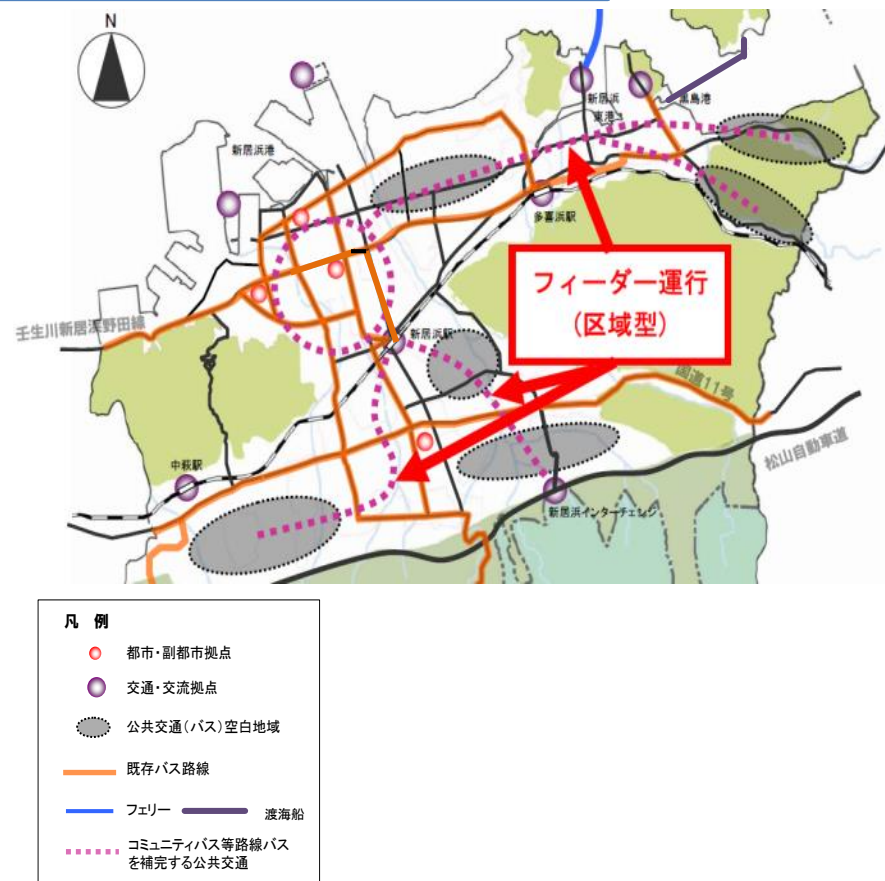 N
新居浜港
新居浜
東港
黒島港
多喜浜駅
フィーダー運行
(区域型)
壬生川新居浜野田線
新居浜駅
国道11号
松山自動車道
中萩駅
新居浜インターチェンジ
凡 例
都市・副都市拠点
交通・交流拠点
公共交通(バス)空白地域
既存バス路線
フェリー
渡海船
コミュニティバス等路線バス
を補完する公共交通